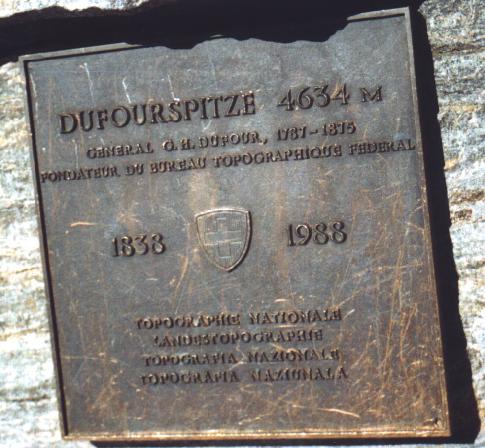 DUFOURSPITZE 4634 M
GENERAL G.H. DUFOUR, 1787-1875
FONDATEUR DU BUREAU TOPOGRAPHIQUE FEDERAL
1838 1988
TOPOGRAPHIE NATIONALE
LANDESTOPOGRAPHIE
TOPOGRAFIA NAZIONALE
TOPOGRAFIA NAZIUNALA